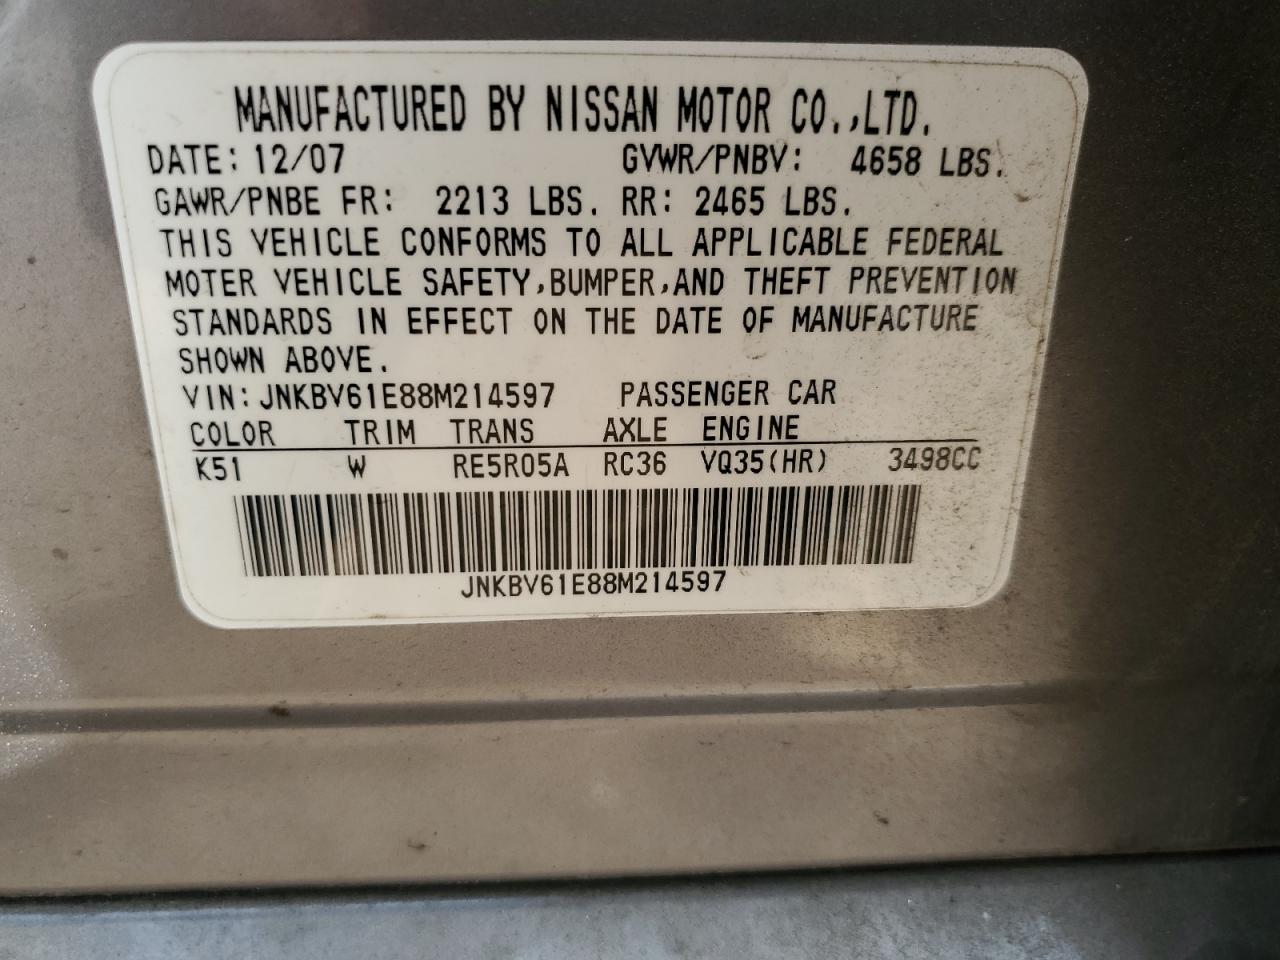 MANUFACTURED BY NISSAN MOTOR CO.,LTD.
DATE: 12/07 GVWR/PNBV: 4658 LBS.
GAWR/PNBE FR: 2213 LBS. RR: 2465 LBS.
THIS VEHICLE CONFORMS TO ALL APPLICABLE FEDERAL
MOTER VEHICLE SAFETY,BUMPER,AND THEFT PREVENTION
STANDARDS IN EFFECT ON THE DATE OF MANUFACTURE
SHOWN ABOVE.
VIN: JNKBV61E88M214597 PASSENGER CAR
COLOR TRIM TRANS AXLE ENGINE
K51 W RE5R05A RC36 VQ35(HR) 3498CC
JNKBV61E88M214597